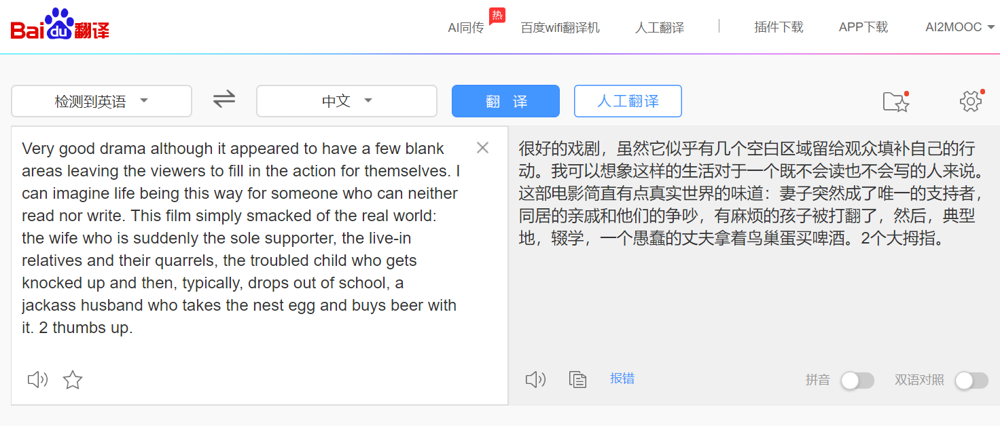 Baidu翻译
AI同传
热
百度wifi翻译机
人工翻译
插件下载
APP下载
AI2MOOC
检测到英语
中文
翻 译
人工翻译
Very good drama although it appeared to have a few blank
areas leaving the viewers to fill in the action for themselves. I
can imagine life being this way for someone who can neither
read nor write. This film simply smacked of the real world:
the wife who is suddenly the sole supporter, the live-in
relatives and their quarrels, the troubled child who gets
knocked up and then, typically, drops out of school, a
jackass husband who takes the nest egg and buys beer with
it. 2 thumbs up.
很好的戏剧，虽然它似乎有几个空白区域留给观众填补自己的行
动。我可以想象这样的生活对于一个既不会读也不会写的人来说。
这部电影简直有点真实世界的味道：妻子突然成了唯一的支持者，
同居的亲戚和他们的争吵，有麻烦的孩子被打翻了，然后，典型
地，辍学，一个愚蠢的丈夫拿着鸟巢蛋买啤酒。2个大拇指。
报错
拼音
双语对照